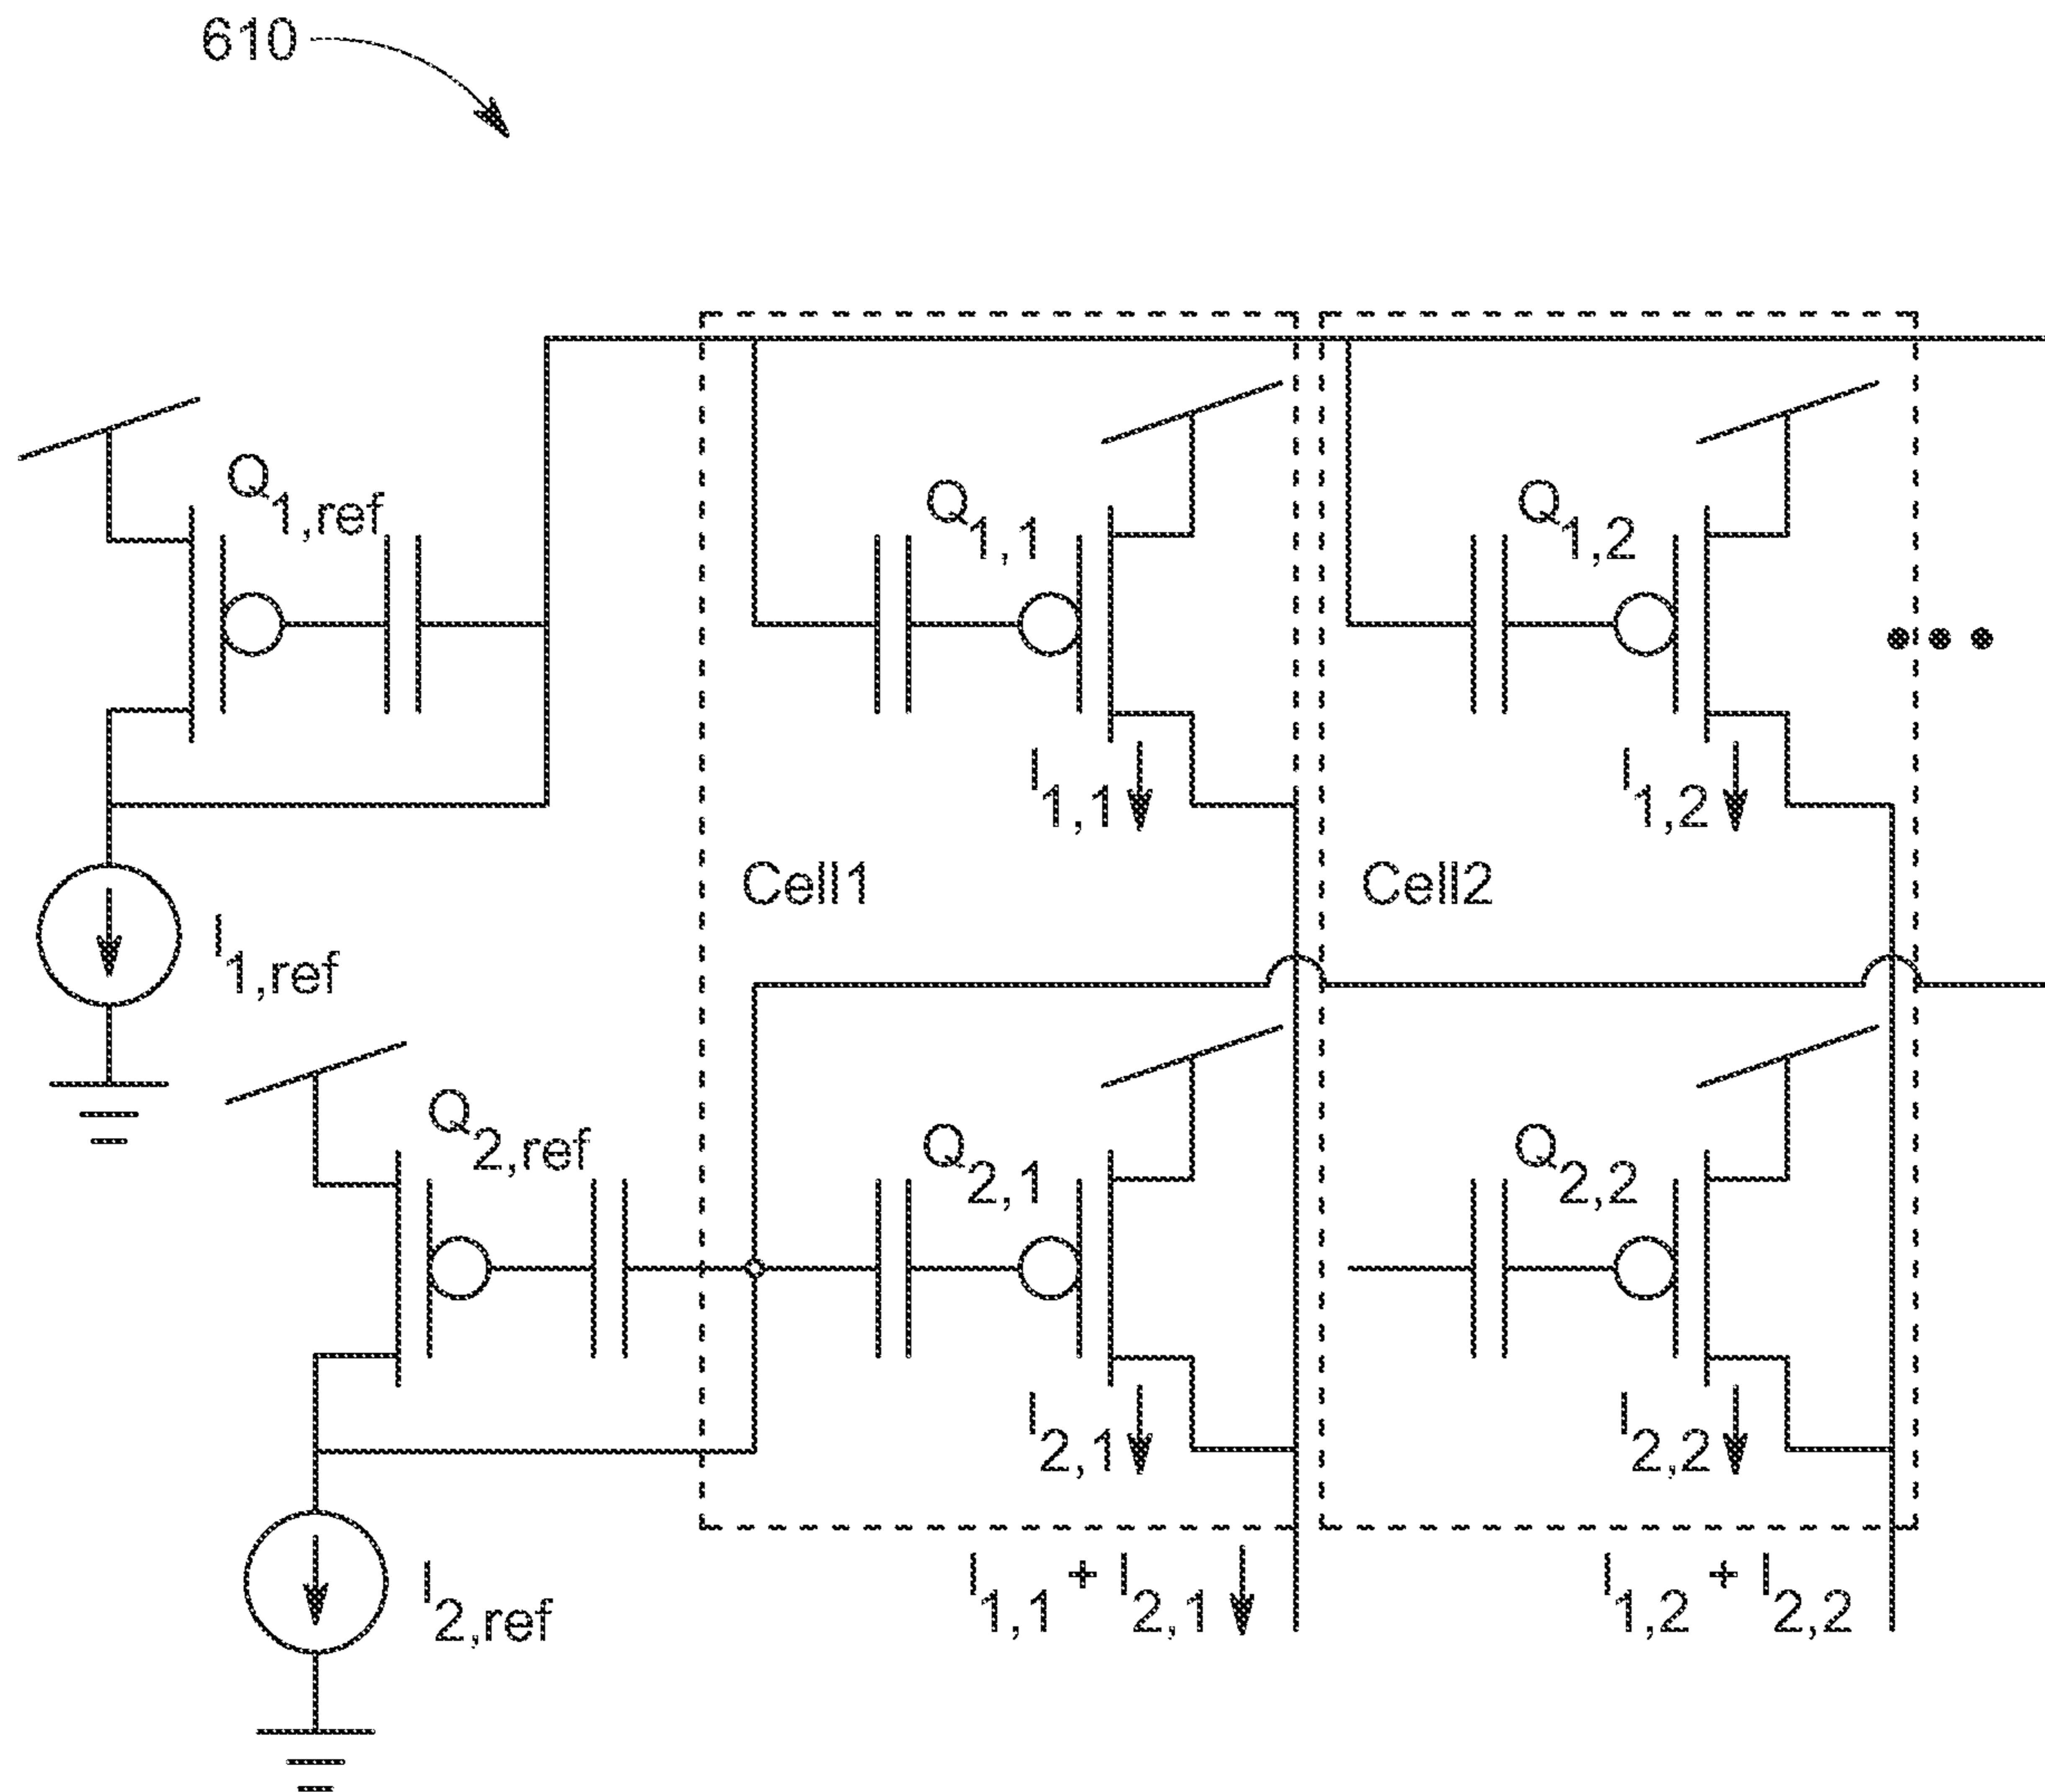 610
Q1,ref
Q1,1
Q1,2
I1,1
I1,2
Cell1
Cell2
I1,ref
Q2,ref
Q2,1
Q2,2
I2,1
I2,2
I2,ref
I1,1 + I2,1
I1,2 + I2,2